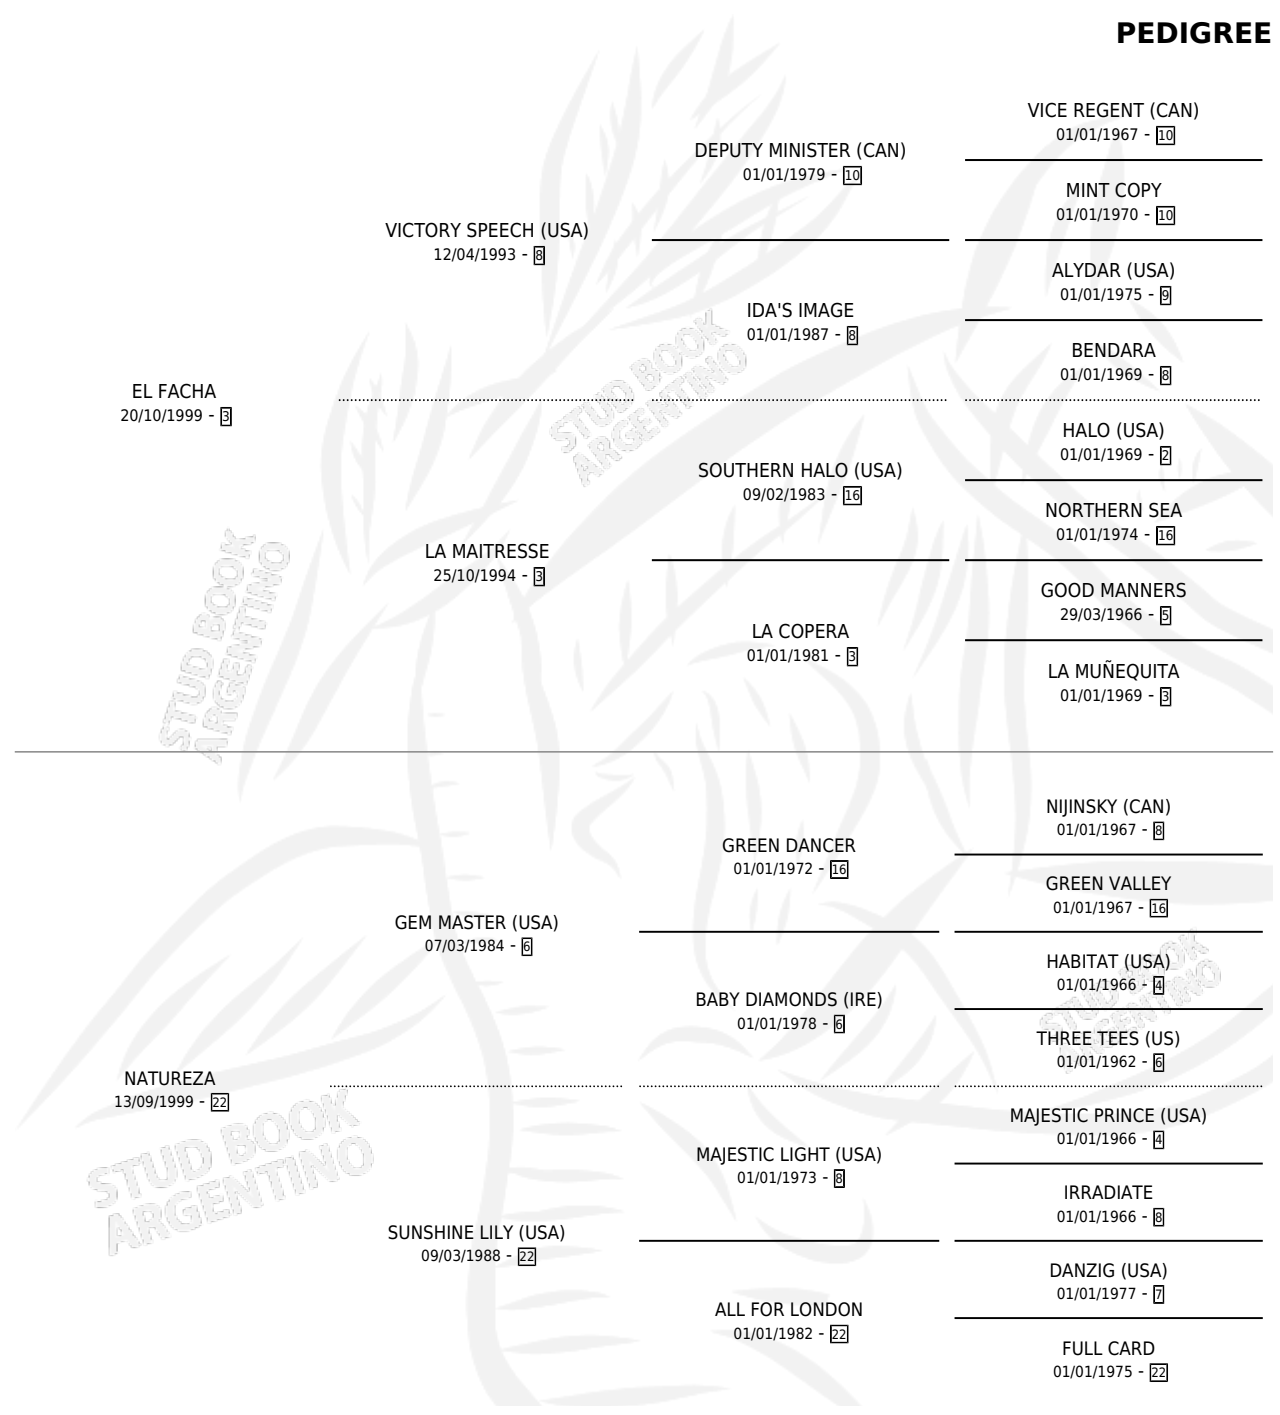 PEDIGREE
VICE REGENT (CAN)
01/01/1967 - 10
DEPUTY MINISTER (CAN)
01/01/1979 - 10
MINT COPY
01/01/1970 - 10
VICTORY SPEECH (USA)
12/04/1993 - 8
ALYDAR (USA)
01/01/1975 - 9
IDA'S IMAGE
01/01/1987 - 8
BENDARA
01/01/1969 - 8
EL FACHA
20/10/1999 - 3
HALO (USA)
01/01/1969 - 2
SOUTHERN HALO (USA)
09/02/1983 - 16
NORTHERN SEA
01/01/1974 - 16
LA MAITRESSE
25/10/1994 - 3
GOOD MANNERS
29/03/1966 - 5
LA COPERA
01/01/1981 - 3
LA MUÑEQUITA
01/01/1969 - 3
NIJINSKY (CAN)
01/01/1967 - 8
GREEN DANCER
01/01/1972 - 16
GREEN VALLEY
01/01/1967 - 16
GEM MASTER (USA)
07/03/1984 - 6
HABITAT (USA)
01/01/1966 - 4
BABY DIAMONDS (IRE)
01/01/1978 - 6
THREE TEES (US)
01/01/1962 - 6
NATUREZA
13/09/1999 - 22
MAJESTIC PRINCE (USA)
01/01/1966 - 4
MAJESTIC LIGHT (USA)
01/01/1973 - 8
IRRADIATE
01/01/1966 - 8
SUNSHINE LILY (USA)
09/03/1988 - 22
DANZIG (USA)
01/01/1977 - 7
ALL FOR LONDON
01/01/1982 - 22
FULL CARD
01/01/1975 - 22
STUD BOOK
ARGENTINO
STUD BOOK
ARGENTINO
STUD BOOK
ARGENTINO
STUD BOOK
ARGENTINO